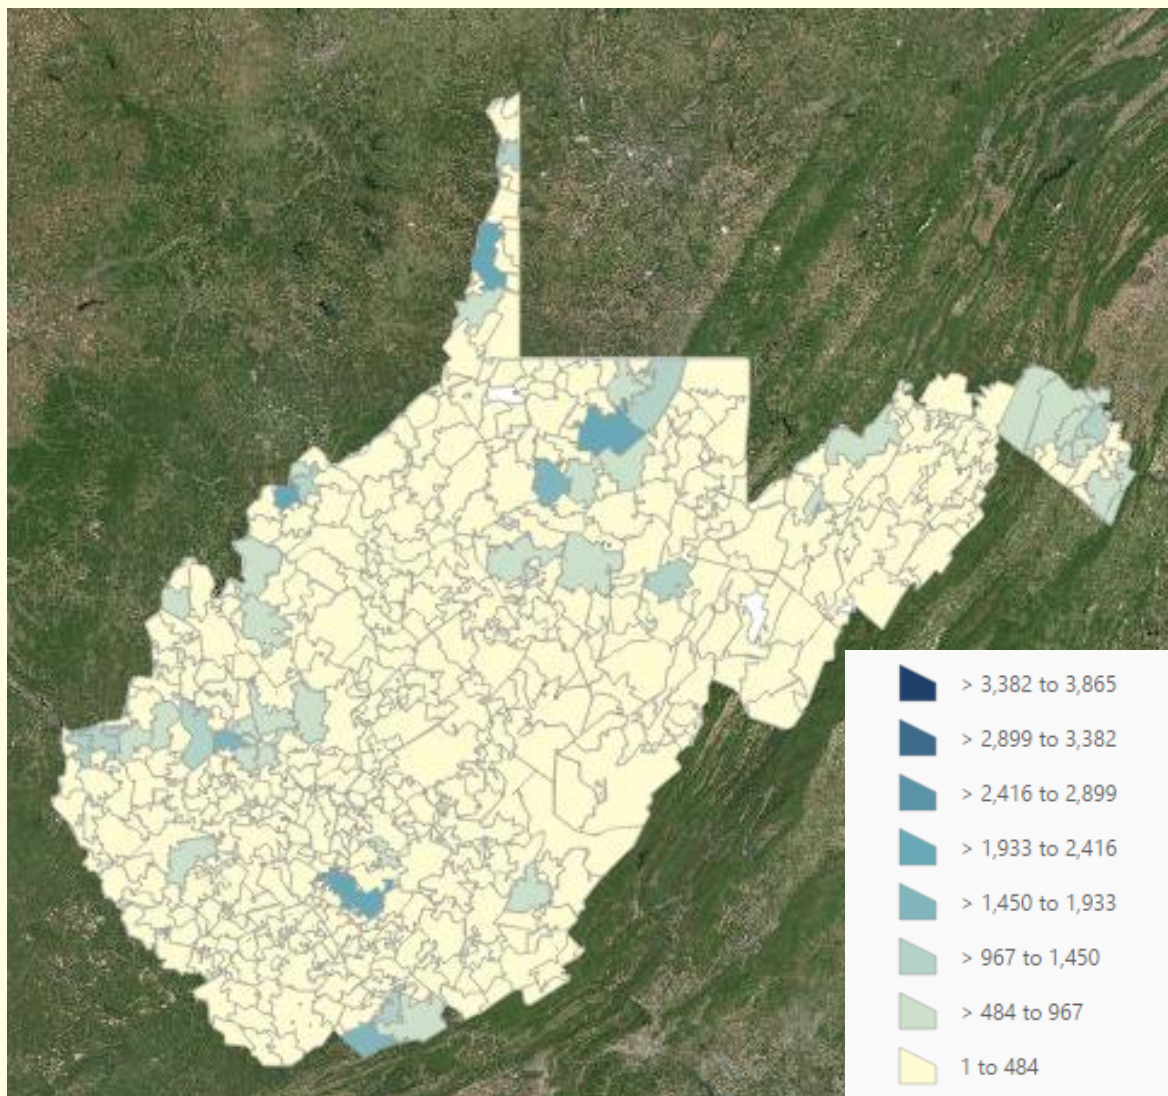 > 3,382 to 3,865
> 2,899 to 3,382
> 2,416 to 2,899
> 1,933 to 2,416
> 1,450 to 1,933
> 967 to 1,450
> 484 to 967
1 to 484